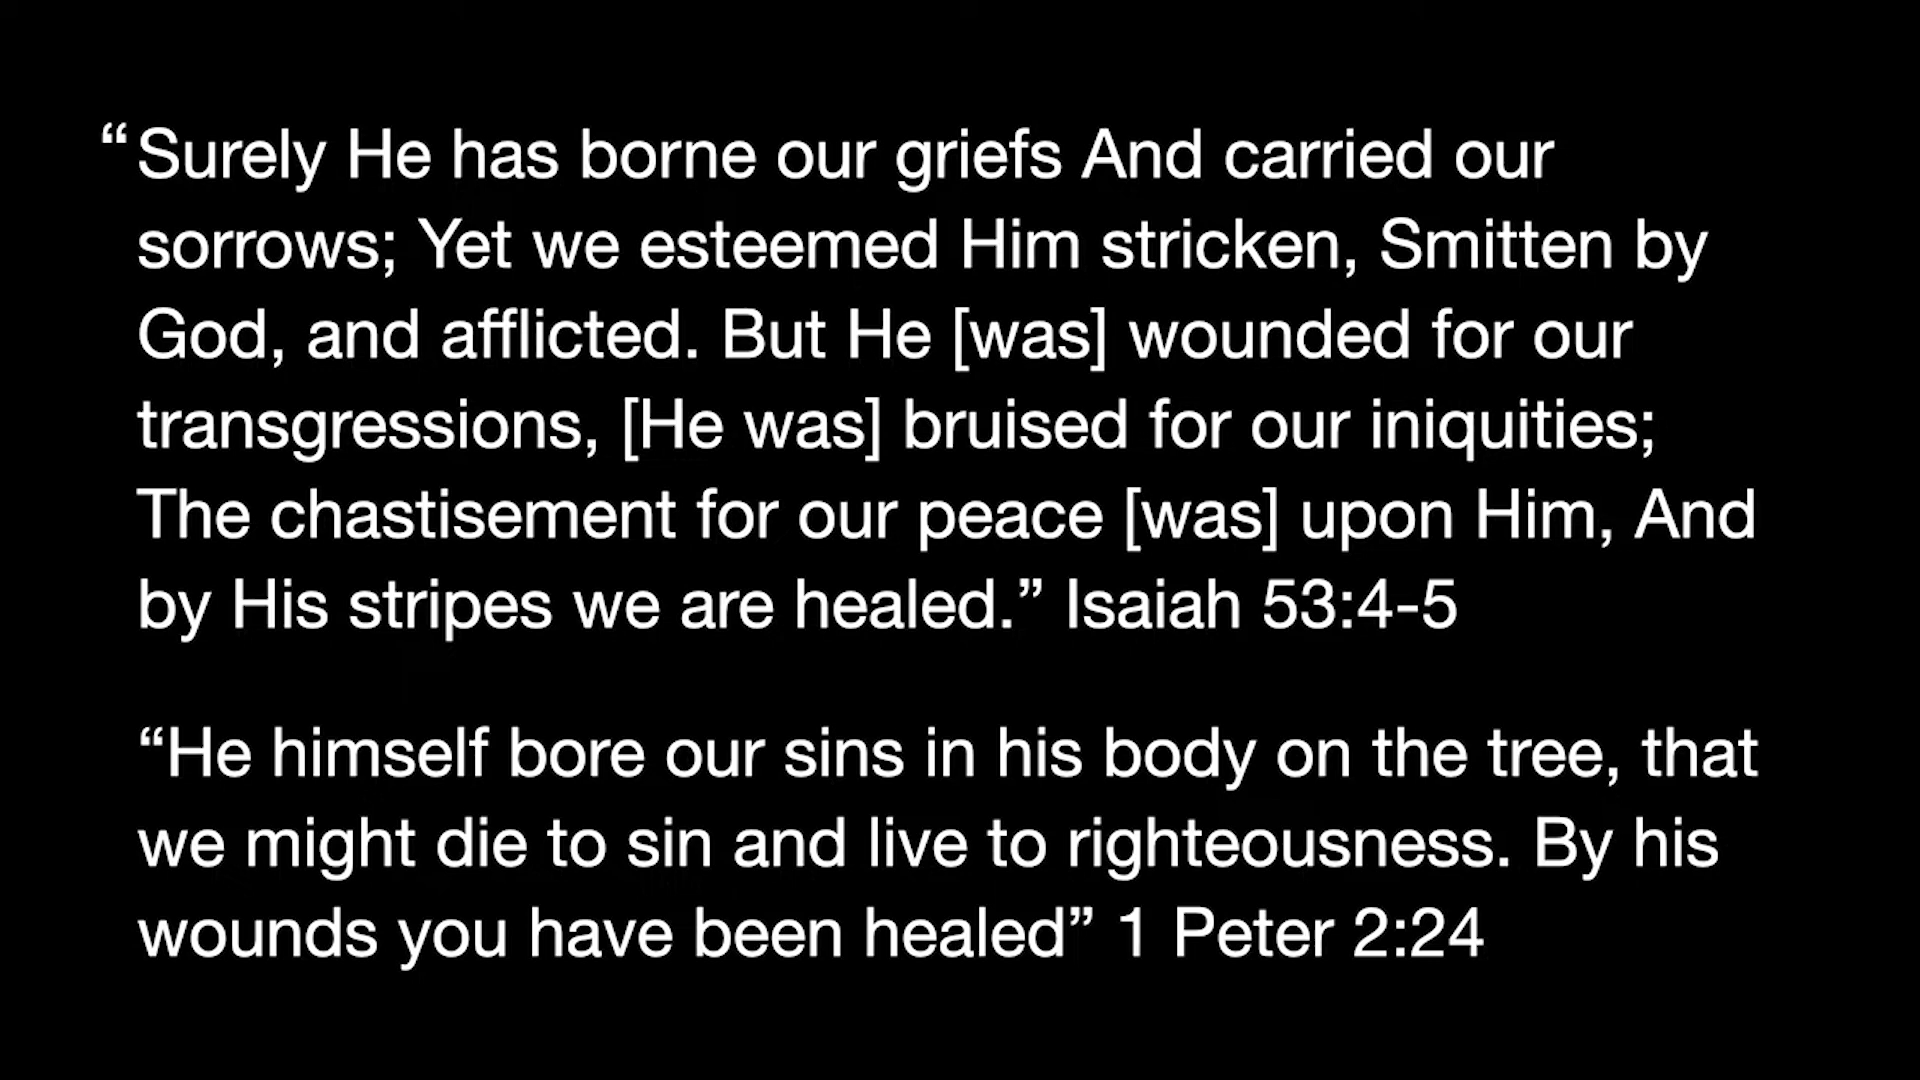 “Surely He has borne our griefs And carried our
sorrows; Yet we esteemed Him stricken, Smitten by
God, and afflicted. But He [was] wounded for our
transgressions, [He was] bruised for our iniquities;
The chastisement for our peace [was] upon Him, And
by His stripes we are healed.” Isaiah 53:4-5
“He himself bore our sins in his body on the tree, that
we might die to sin and live to righteousness. By his
wounds you have been healed” 1 Peter 2:24